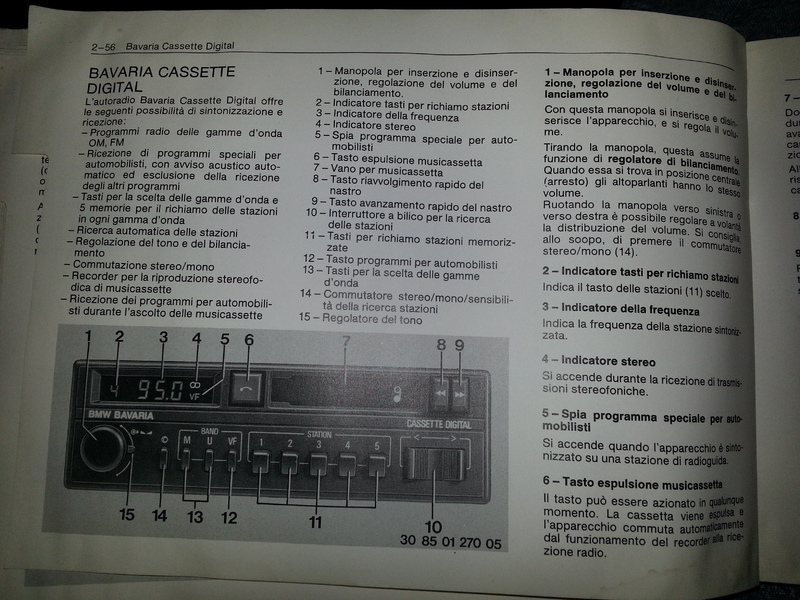 2–56 Bavaria Cassette Digital
BAVARIA CASSETTE
DIGITAL
L'autoradio Bavaria Cassette Digital offre
le seguenti possibilità di sintonizzazione e
ricezione:
– Programmi radio delle gamme d'onda
OM, FM
– Ricezione di programmi speciali per
automobilisti, con avviso acustico auto-
matico ed esclusione della ricezione
degli altri programmi
– Tasti per la scelta delle gamme d'onda e
5 memorie per il richiamo delle stazioni
in ogni gamma d'onda
– Ricerca automatica delle stazioni
– Regolazione del tono e del bilancia-
mento
– Commutazione stereo/mono
– Recorder per la riproduzione stereofo-
dica di musicassette
– Ricezione dei programmi per automobili-
sti durante l'ascolto delle musicassette
1 – Manopola per inserzione e disinser-
zione, regolazione del volume e del
bilanciamento.
2 – Indicatore tasti per richiamo stazioni
3 – Indicatore della frequenza
4 – Indicatore stereo
5 – Spia programma speciale per auto-
mobilisti
6 – Tasto espulsione musicassetta
7 – Vano per musicassetta
8 – Tasto riavvolgimento rapido del
nastro
9 – Tasto avanzamento rapido del nastro
10 – Interruttore a bilico per la ricerca
delle stazioni
11 – Tasti per richiamo stazioni memoriz-
zate
12 – Tasto programmi per automobilisti
13 – Tasti per la scelta delle gamme
d'onda
14 – Commutatore stereo/mono/sensibili-
tà della ricerca stazioni
15 – Regolatore del tono
1 – Manopola per inserzione e disinser-
zione, regolazione del volume e del bi-
lanciamento
Con questa manopola si inserisce e disin-
serisce l'apparecchio, e si regola il volu-
me.
Tirando la manopola, questa assume la
funzione di regolatore di bilanciamento.
Quando essa si trova in posizione centrale
(arresto) gli altoparlanti hanno lo stesso
volume.
Ruotando la manopola verso sinistra o
verso destra è possibile regolare a volontà
la distribuzione del volume. Si consiglia,
allo scopo, di premere il commutatore
stereo/mono (14).
2 – Indicatore tasti per richiamo stazioni
Indica il tasto delle stazioni (11) scelto.
3 – Indicatore della frequenza
Indica la frequenza della stazione sintoniz-
zata.
4 – Indicatore stereo
Si accende durante la ricezione di trasmis-
sioni stereofoniche.
5 – Spia programma speciale per auto-
mobilisti
Si accende quando l'apparecchio è sinto-
nizzato su una stazione di radioguida.
6 – Tasto espulsione musicassetta
Il tasto può essere azionato in qualunque
momento. La cassetta viene espulsa e
l'apparecchio commuta automaticamente
dal funzionamento del recorder alla rice-
zione radio.
1 2 3 4 5 6 7 8 9
4 95.0 VF
BMW BAVARIA
CASSETTE DIGITAL
BAND
M U VF
STATION
1 2 3 4 5
< >
15 14 13 12 11 10
30 85 01 270 05